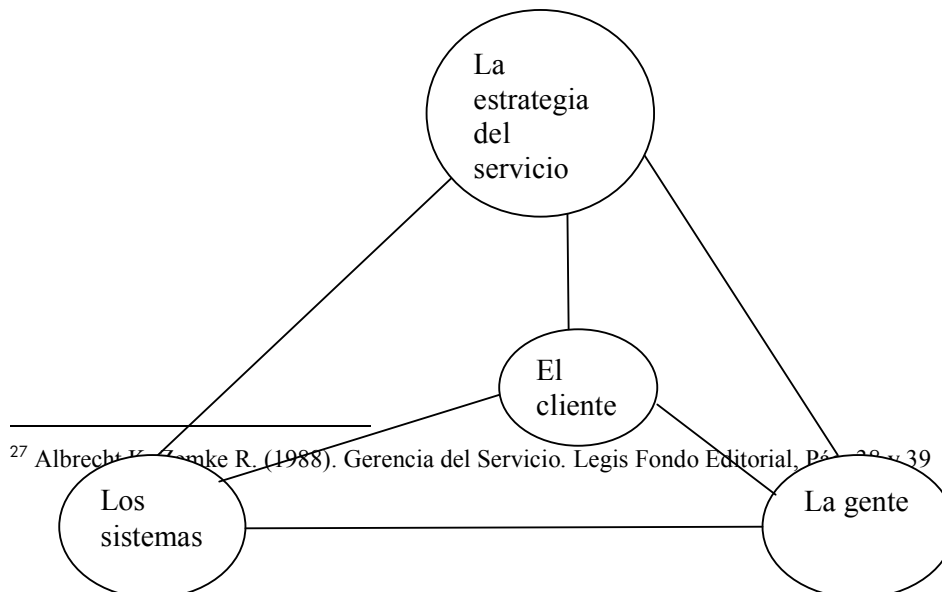 La
estrategia
del
servicio
El
cliente
27 Albrecht K. Zemke R. (1988). Gerencia del Servicio. Legis Fondo Editorial, 39
Los
sistemas
La gente